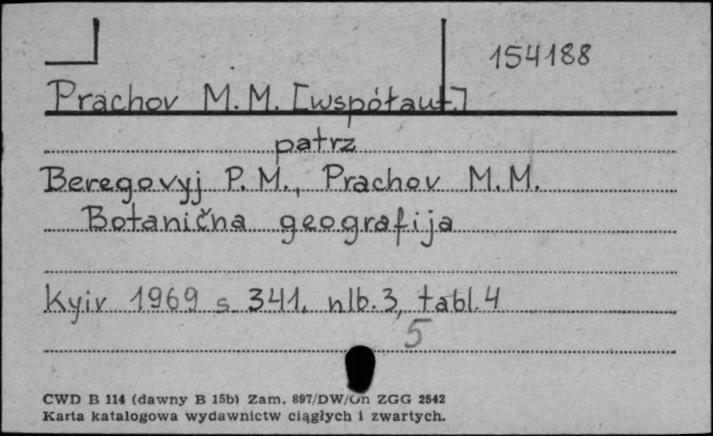 154188
Prachov M. M. [współaut.]
patrz
Beregovyj P. M., Prachov M. M.
Botanična geografija
Kyiv 1969 s 341, nlb. 3, tabl. 4
5
CWD B 114 (dawny B 15b) Zam. 897/DW/On ZGG 2542
Karta katalogowa wydawnictw ciągłych i zwartych.